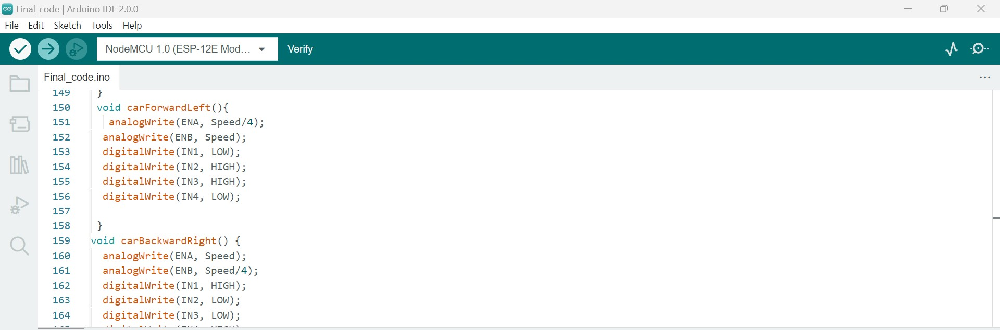 Final_code | Arduino IDE 2.0.0
File Edit Sketch Tools Help
NodeMCU 1.0 (ESP-12E Mod... Verify
Final_code.ino
149 }
150 void carForwardLeft(){
151 analogWrite(ENA, Speed/4);
152 analogWrite(ENB, Speed);
153 digitalWrite(IN1, LOW);
154 digitalWrite(IN2, HIGH);
155 digitalWrite(IN3, HIGH);
156 digitalWrite(IN4, LOW);
157
158 }
159 void carBackwardRight() {
160 analogWrite(ENA, Speed);
161 analogWrite(ENB, Speed/4);
162 digitalWrite(IN1, HIGH);
163 digitalWrite(IN2, LOW);
164 digitalWrite(IN3, LOW);